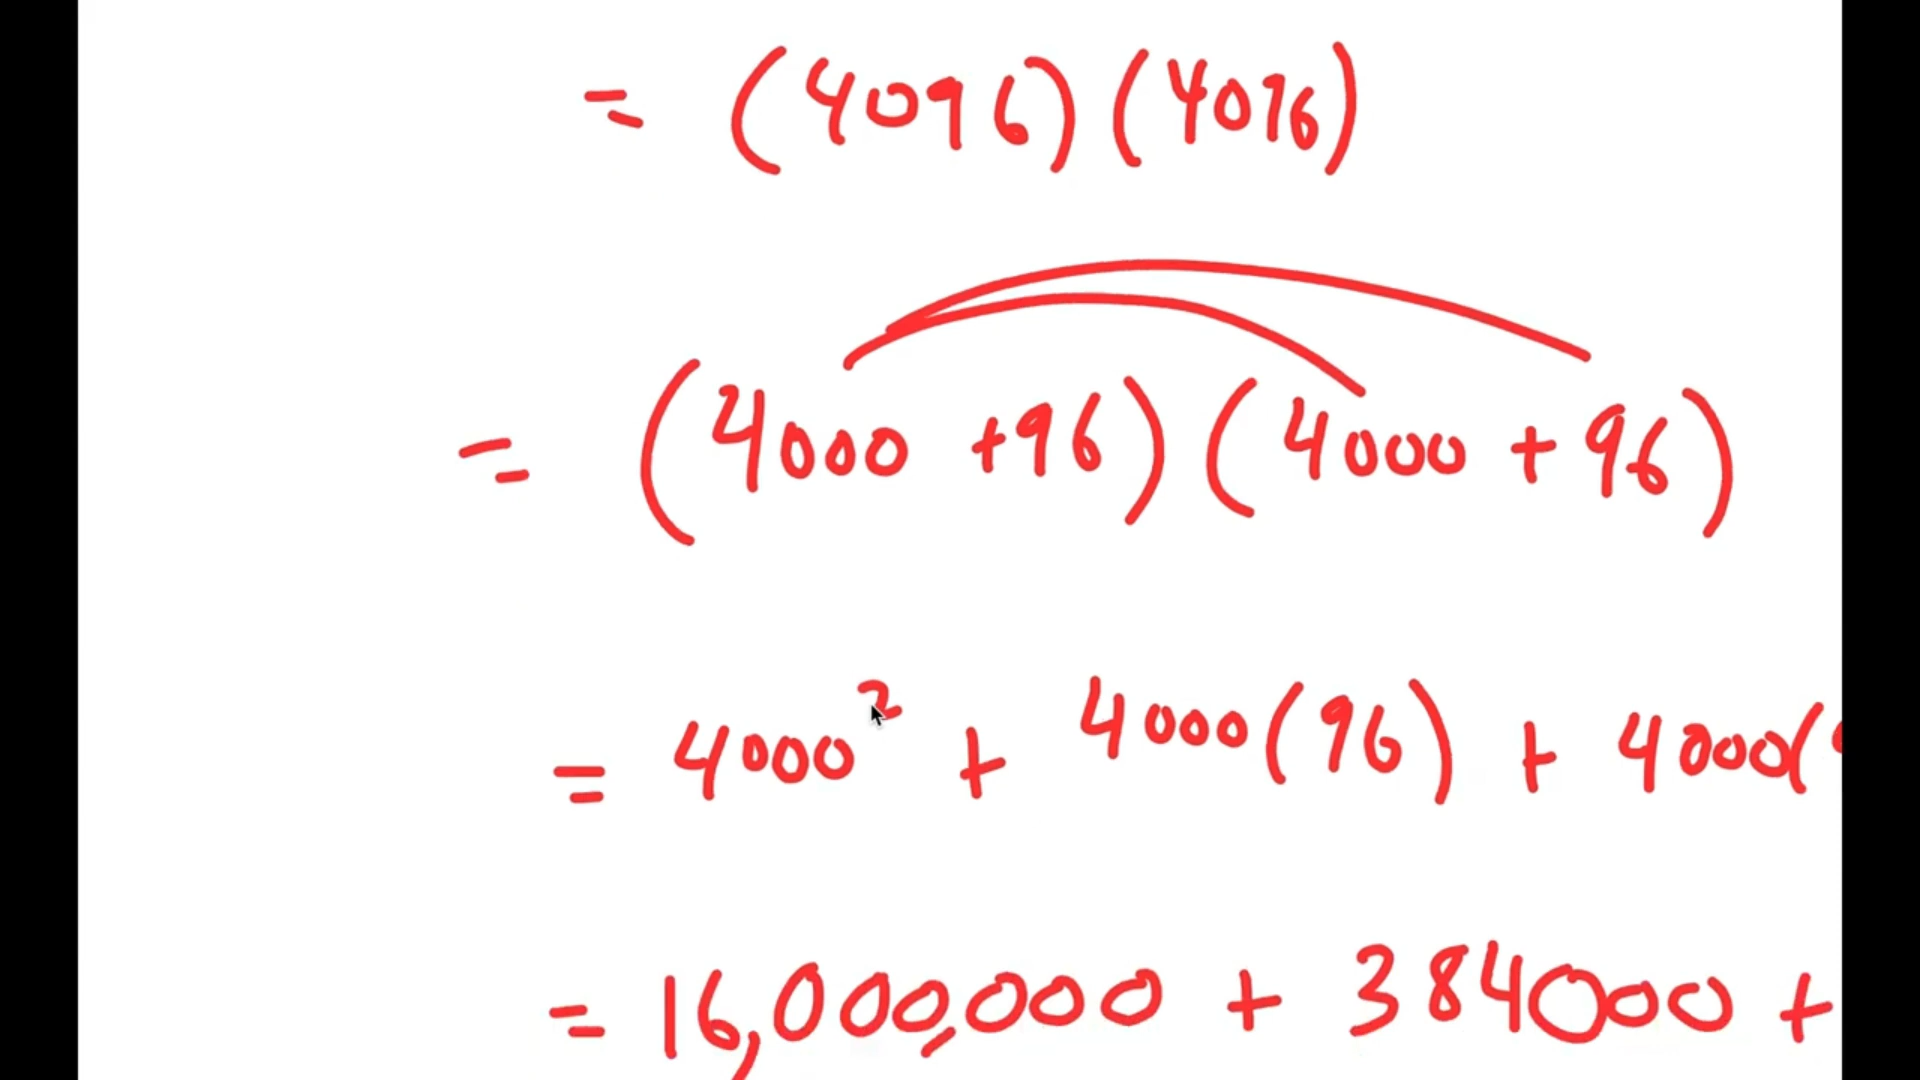 = (4096)(4096)
= (4000 +96)(4000 + 96)
= 4000² + 4000(96) + 4000(
= 16,000,000 + 384000 +